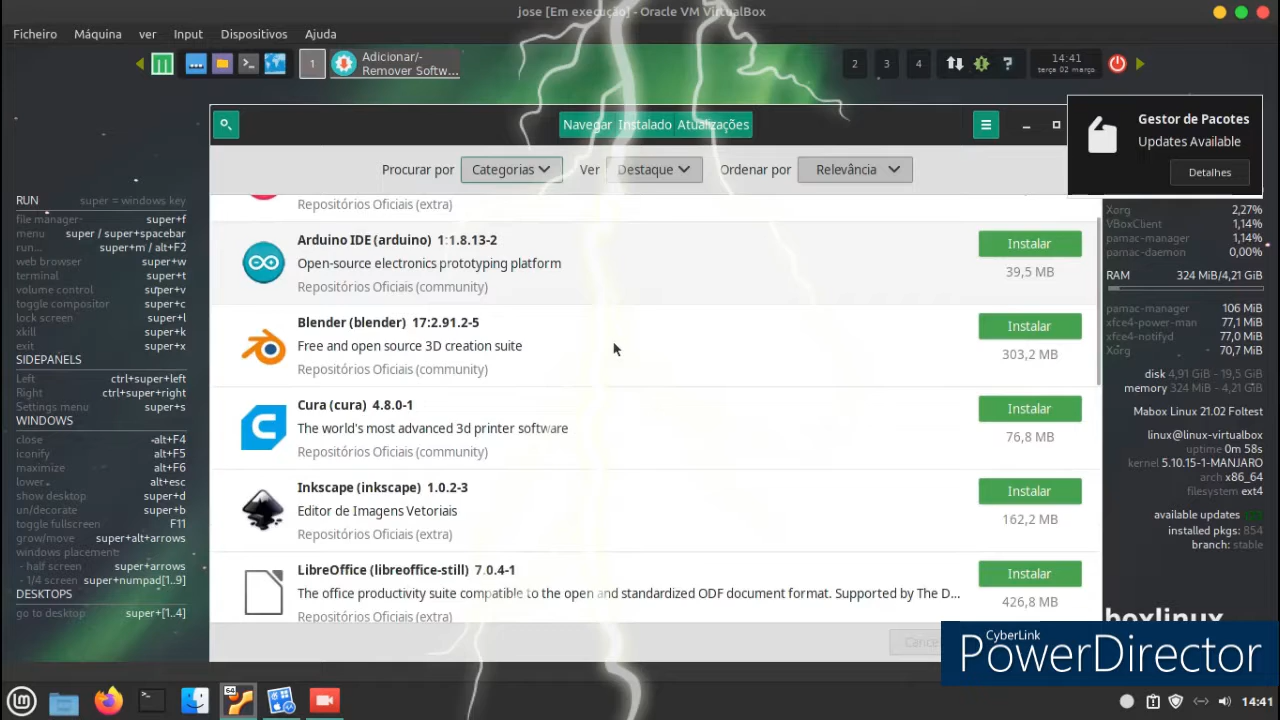 jose [Em execução] - Oracle VM VirtualBox
Ficheiro Máquina ver Input Dispositivos Ajuda
1 Adicionar/-
Remover Softw...
2 3 4 ? 14:41
terça 02 março
Navegar Instalado Atualizações
Gestor de Pacotes
Updates Available
Detalhes
Procurar por Categorias Ver Destaque Ordenar por Relevância
Repositórios Oficiais (extra)
Arduino IDE (arduino) 1:1.8.13-2
Open-source electronics prototyping platform
Repositórios Oficiais (community)
Instalar
39,5 MB
Blender (blender) 17:2.91.2-5
Free and open source 3D creation suite
Repositórios Oficiais (community)
Instalar
303,2 MB
Cura (cura) 4.8.0-1
The world's most advanced 3d printer software
Repositórios Oficiais (community)
Instalar
76,8 MB
Inkscape (inkscape) 1.0.2-3
Editor de Imagens Vetoriais
Repositórios Oficiais (extra)
Instalar
162,2 MB
LibreOffice (libreoffice-still) 7.0.4-1
The office productivity suite compatible to the open and standardized ODF document format. Supported by The D...
Repositórios Oficiais (extra)
Instalar
426,8 MB
RUN super = windows key
file manager super+f
menu super / super+spacebar
run... super+m / alt+F2
web browser super+w
terminal super+t
volume control super+v
toggle compositor super+c
lock screen super+l
xkill super+k
exit super+x
SIDEPANELS
Left ctrl+super+left
Right ctrl+super+right
Settings menu super+s
WINDOWS
close alt+F4
iconify alt+F5
maximize alt+F6
lower alt+esc
show desktop super+d
un/decorate super+b
toggle fullscreen F11
grow/move super+alt+arrows
windows placement:
- half screen super+arrows
- 1/4 screen super+numpad[1..9]
DESKTOPS
go to desktop super+[1..4]
Xorg 2,27%
VBoxClient 1,14%
pamac-manager 1,14%
pamac-daemon 0,00%
RAM 324 MiB/4,21 GiB
pamac-manager 106 MiB
xfce4-power-man 77,1 MiB
xfce4-notifyd 77,0 MiB
Xorg 70,7 MiB
disk 4,91 GiB - 19,5 GiB
memory 324 MiB - 4,21 GiB
Mabox Linux 21.02 Foltest
linux@linux-virtualbox
uptime 0m 58s
kernel 5.10.15-1-MANJARO
arch x86_64
filesystem ext4
available updates
installed pkgs: 854
branch: stable
boxlinux
CyberLink
PowerDirector
64
14:41